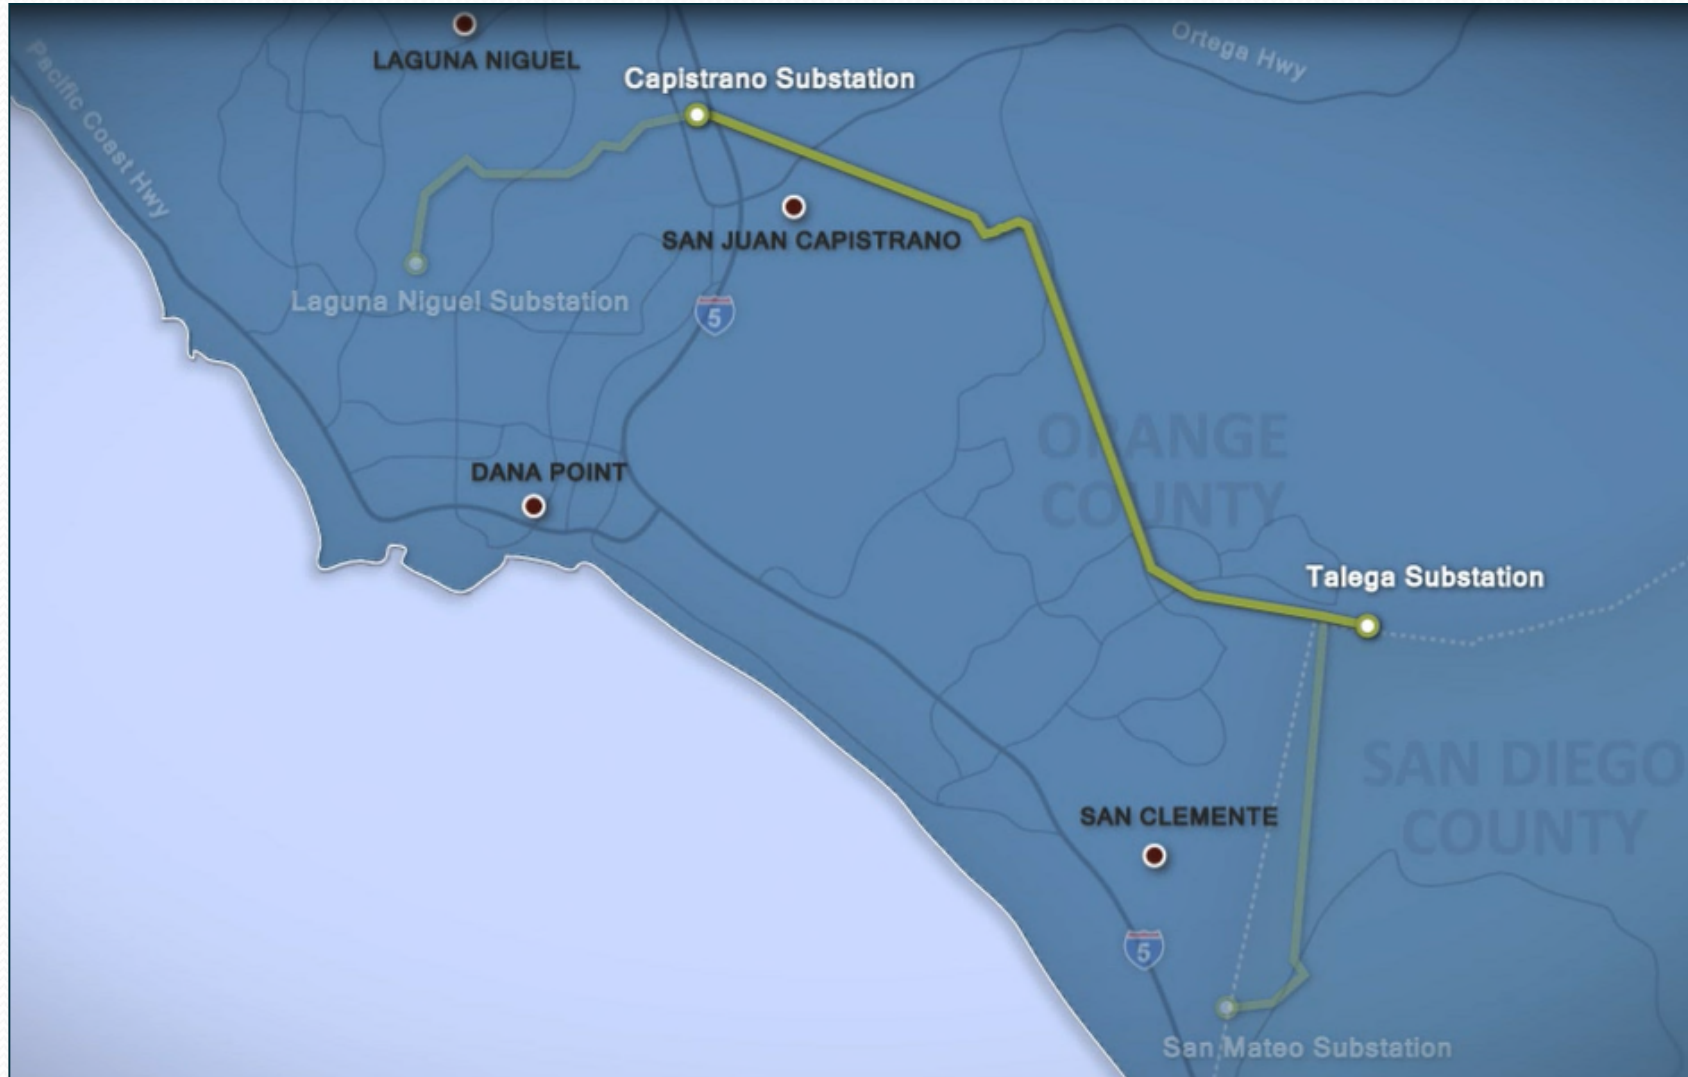 LAGUNA NIGUEL
Pacific Coast Hwy
Ortega Hwy
Capistrano Substation
SAN JUAN CAPISTRANO
Laguna Niguel Substation
5
ORANGE
COUNTY
DANA POINT
Talega Substation
SAN DIEGO
COUNTY
SAN CLEMENTE
5
San Mateo Substation